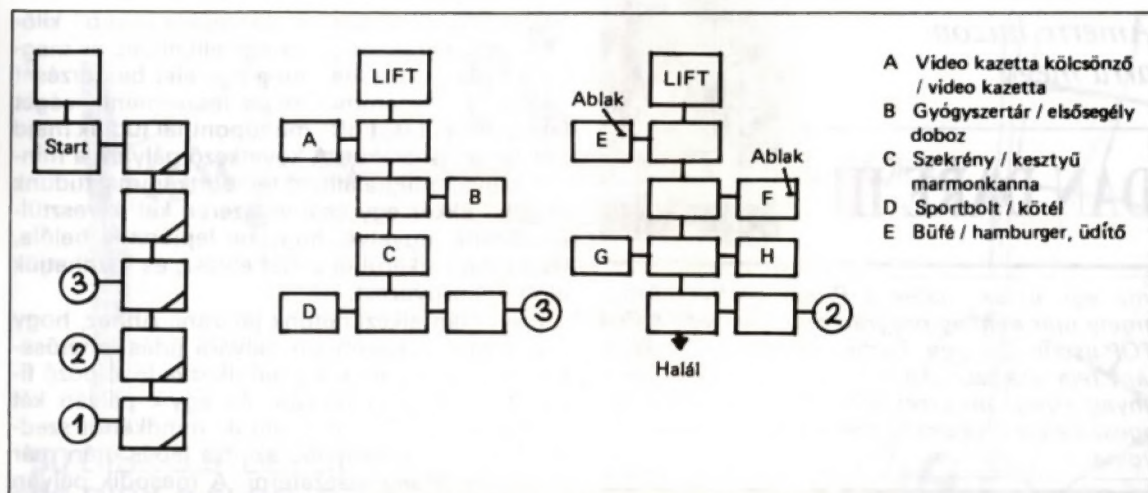 LIFT
LIFT
Ablak
A
E
Start
Ablak
B
F
C
G
H
3
D
3
2
2
Halál
1
A Video kazetta kölcsönző
/ video kazetta
B Gyógyszertár / elsősegély
doboz
C Szekrény / kesztyű
marmonkanna
D Sportbolt / kötél
E Büfé / hamburger, üdítő